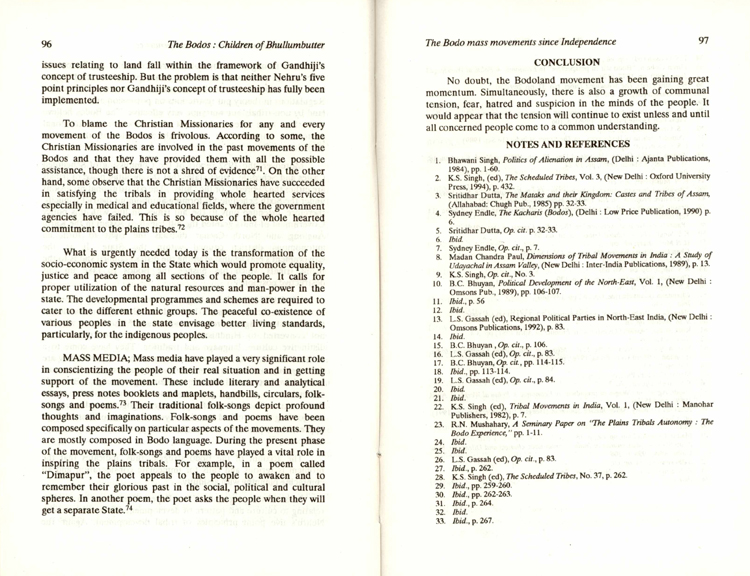 96 The Bodos : Children of Bhullumbutter
issues relating to land fall within the framework of Gandhiji's
concept of trusteeship. But the problem is that neither Nehru's five
point principles nor Gandhiji's concept of trusteeship has fully been
implemented.
To blame the Christian Missionaries for any and every
movement of the Bodos is frivolous. According to some, the
Christian Missionaries are involved in the past movements of the
Bodos and that they have provided them with all the possible
assistance, though there is not a shred of evidence71. On the other
hand, some observe that the Christian Missionaries have succeeded
in satisfying the tribals in providing whole hearted services
especially in medical and educational fields, where the government
agencies have failed. This is so because of the whole hearted
commitment to the plains tribes.72
What is urgently needed today is the transformation of the
socio-economic system in the State which would promote equality,
justice and peace among all sections of the people. It calls for
proper utilization of the natural resources and man-power in the
state. The developmental programmes and schemes are required to
cater to the different ethnic groups. The peaceful co-existence of
various peoples in the state envisage better living standards,
particularly, for the indigenous peoples.
MASS MEDIA; Mass media have played a very significant role
in conscientizing the people of their real situation and in getting
support of the movement. These include literary and analytical
essays, press notes booklets and maplets, handbills, circulars, folk-
songs and poems.73 Their traditional folk-songs depict profound
thoughts and imaginations. Folk-songs and poems have been
composed specifically on particular aspects of the movements. They
are mostly composed in Bodo language. During the present phase
of the movement, folk-songs and poems have played a vital role in
inspiring the plains tribals. For example, in a poem called
"Dimapur", the poet appeals to the people to awaken and to
remember their glorious past in the social, political and cultural
spheres. In another poem, the poet asks the people when they will
get a separate State.74
The Bodo mass movements since Independence 97
CONCLUSION
No doubt, the Bodoland movement has been gaining great
momentum. Simultaneously, there is also a growth of communal
tension, fear, hatred and suspicion in the minds of the people. It
would appear that the tension will continue to exist unless and until
all concerned people come to a common understanding.
NOTES AND REFERENCES
1. Bhawani Singh, Politics of Alienation in Assam, (Delhi : Ajanta Publications,
1984), pp. 1-60.
2. K.S. Singh, (ed), The Scheduled Tribes, Vol. 3, (New Delhi : Oxford University
Press, 1994), p. 432.
3. Sritidhar Dutta, The Mataks and their Kingdom: Castes and Tribes of Assam,
(Allahabad: Chugh Pub., 1985) pp. 32-33.
4. Sydney Endle, The Kacharis (Bodos), (Delhi : Low Price Publication, 1990) p.
6.
5. Sritidhar Dutta, Op. cit. p. 32-33.
6. Ibid.
7. Sydney Endle, Op. cit., p. 7.
8. Madan Chandra Paul, Dimensions of Tribal Movements in India : A Study of
Udayachal in Assam Valley, (New Delhi : Inter-India Publications, 1989), p. 13.
9. K.S. Singh, Op. cit., No. 3.
10. B.C. Bhuyan, Political Development of the North-East, Vol. 1, (New Delhi :
Omsons Pub., 1989), pp. 106-107.
11. Ibid., p. 56
12. Ibid.
13. L.S. Gassah (ed), Regional Political Parties in North-East India, (New Delhi :
Omsons Publications, 1992), p. 83.
14. Ibid.
15. B.C. Bhuyan , Op. cit., p. 106.
16. L.S. Gassah (ed), Op. cit., p. 83.
17. B.C. Bhuyan, Op. cit., pp. 114-115.
18. Ibid., pp. 113-114.
19. L.S. Gassah (ed), Op. cit., p. 84.
20. Ibid.
21. Ibid.
22. K.S. Singh (ed), Tribal Movements in India, Vol. 1, (New Delhi : Manohar
Publishers, 1982), p. 7.
23. R.N. Mushahary, A Seminary Paper on "The Plains Tribals Autonomy : The
Bodo Experience," pp. 1-11.
24. Ibid.
25. Ibid.
26. L.S. Gassah (ed) Op. cit., p. 83.
27. Ibid., p. 262.
28. K.S. Singh (ed), The Scheduled Tribes, No. 37, p. 262.
29. Ibid., pp. 259-260.
30. Ibid., pp. 262-263.
31. Ibid., p. 264.
32. Ibid.
33. Ibid., p. 267.